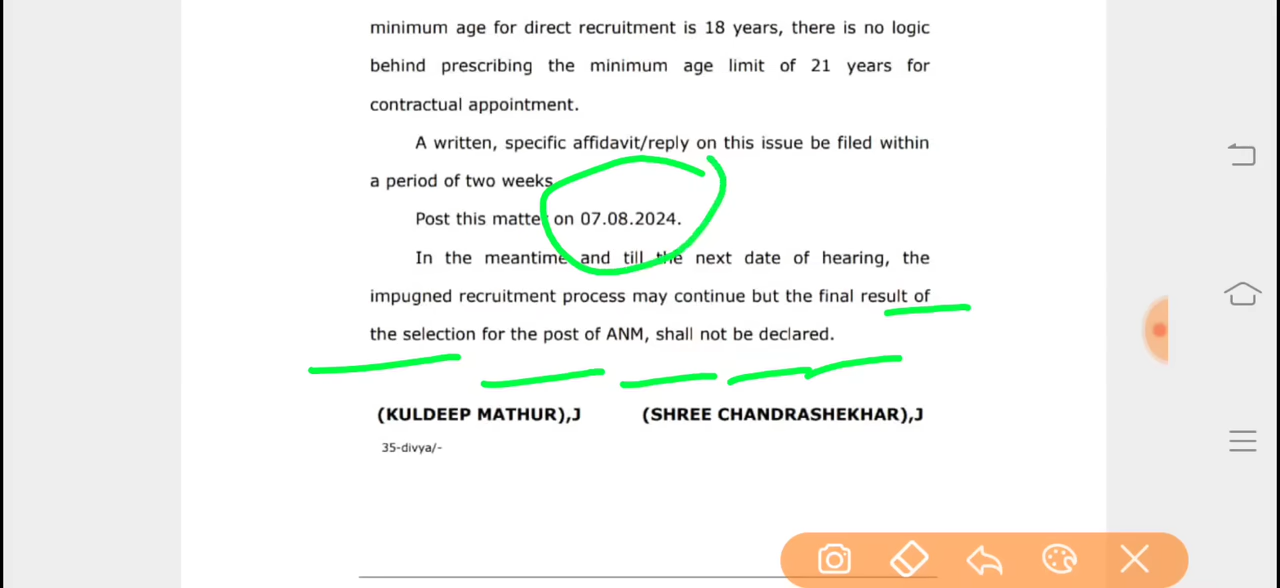 minimum age for direct recruitment is 18 years, there is no logic
behind prescribing the minimum age limit of 21 years for
contractual appointment.
A written, specific affidavit/reply on this issue be filed within
a period of two weeks
Post this matter on 07.08.2024.
In the meantime and till the next date of hearing, the
impugned recruitment process may continue but the final result of
the selection for the post of ANM, shall not be declared.
(KULDEEP MATHUR),J (SHREE CHANDRASHEKHAR),J
35-divya/-